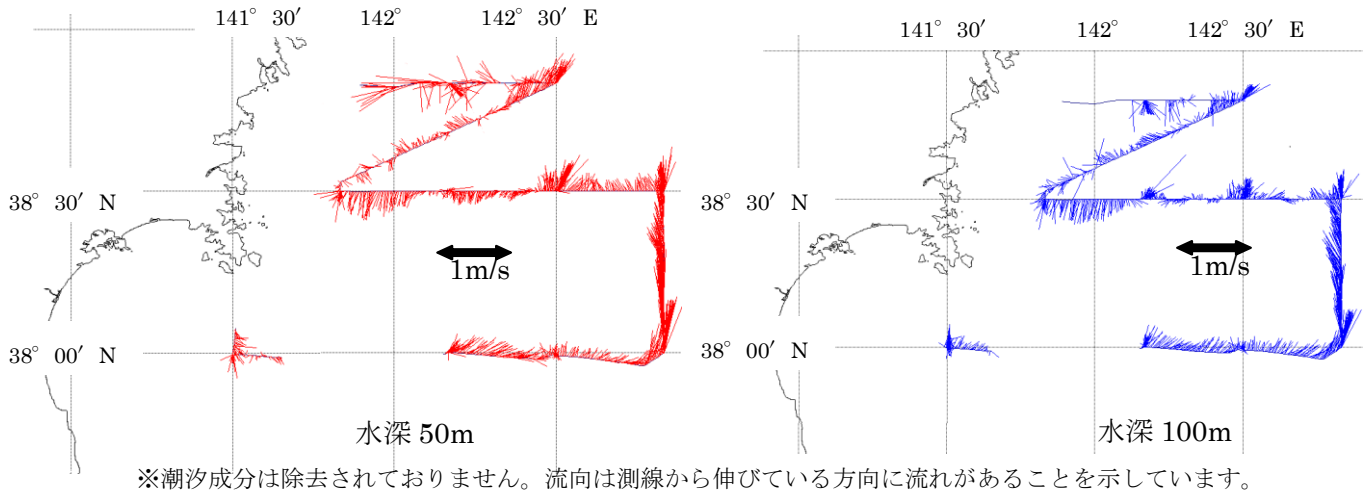 141° 30′ 142° 142° 30′ E
141° 30′ 142° 142° 30′ E
38° 30′ N
38° 30′ N
1m/s
1m/s
38° 00′ N
38° 00′ N
水深 50m
水深 100m
※潮汐成分は除去されておりません。流向は測線から伸びている方向に流れがあることを示しています。